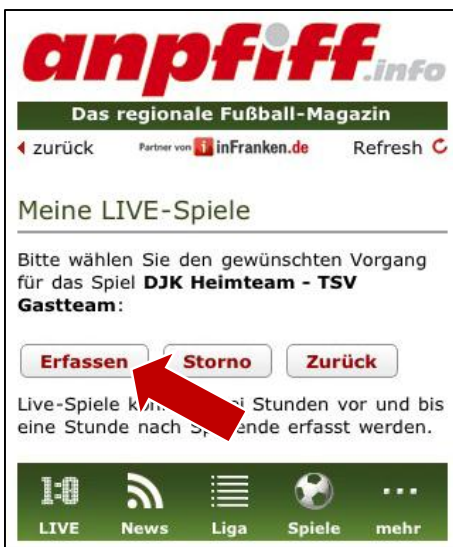 anpfiff.info
Das regionale Fußball-Magazin
zurück Partner von inFranken.de Refresh
Meine LIVE-Spiele
Bitte wählen Sie den gewünschten Vorgang
für das Spiel DJK Heimteam - TSV
Gastteam:
Erfassen Storno Zurück
Live-Spiele Stunden vor und bis
eine Stunde nach erfasst werden.
1:0
LIVE News Liga Spiele mehr